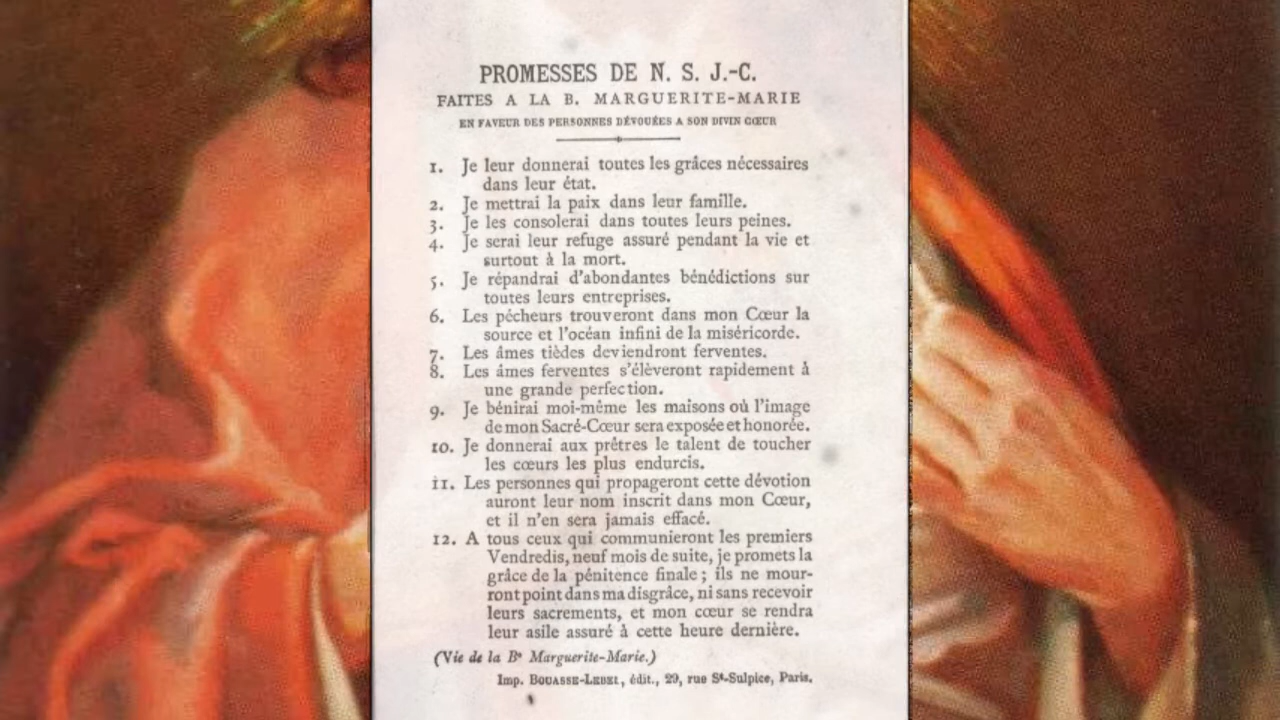 PROMESSES DE N. S. J.-C.
FAITES A LA B. MARGUERITE-MARIE
EN FAVEUR DES PERSONNES DÉVOUÉES A SON DIVIN CŒUR
1. Je leur donnerai toutes les grâces nécessaires
dans leur état.
2. Je mettrai la paix dans leur famille.
3. Je les consolerai dans toutes leurs peines.
4. Je serai leur refuge assuré pendant la vie et
surtout à la mort.
5. Je répandrai d'abondantes bénédictions sur
toutes leurs entreprises.
6. Les pécheurs trouveront dans mon Cœur la
source et l'océan infini de la miséricorde.
7. Les âmes tièdes deviendront ferventes.
8. Les âmes ferventes s'élèveront rapidement à
une grande perfection.
9. Je bénirai moi-même les maisons où l'image
de mon Sacré-Cœur sera exposée et honorée.
10. Je donnerai aux prêtres le talent de toucher
les cœurs les plus endurcis.
11. Les personnes qui propageront cette dévotion
auront leur nom inscrit dans mon Cœur,
et il n'en sera jamais effacé.
12. A tous ceux qui communieront les premiers
Vendredis, neuf mois de suite, je promets la
grâce de la pénitence finale ; ils ne mour-
ront point dans ma disgrâce, ni sans recevoir
leurs sacrements, et mon cœur se rendra
leur asile assuré à cette heure dernière.
(Vie de la Bᵉ Marguerite-Marie.)
Imp. BOUASSE-LEBEL, édit., 29, rue Sᵗ-Sulpice, Paris.